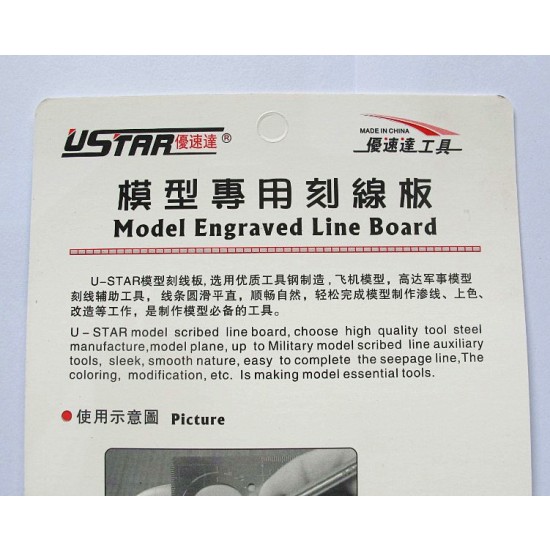 USTAR優速達®
MADE IN CHINA
優速達工具
模型專用刻線板
Model Engraved Line Board
U-STAR模型刻线板,选用优质工具钢制造,飞机模型,高达军事模型
刻线辅助工具,线条圆滑平直,顺畅自然,轻松完成模型制作渗线、上色、
改造等工作,是制作模型必备的工具。
U-STAR model scribed line board, choose high quality tool steel
manufacture,model plane, up to Military model scribed line auxiliary
tools, sleek, smooth nature, easy to complete the seepage line,The
coloring, modification, etc. Is making model essential tools.
●使用示意圖 Picture